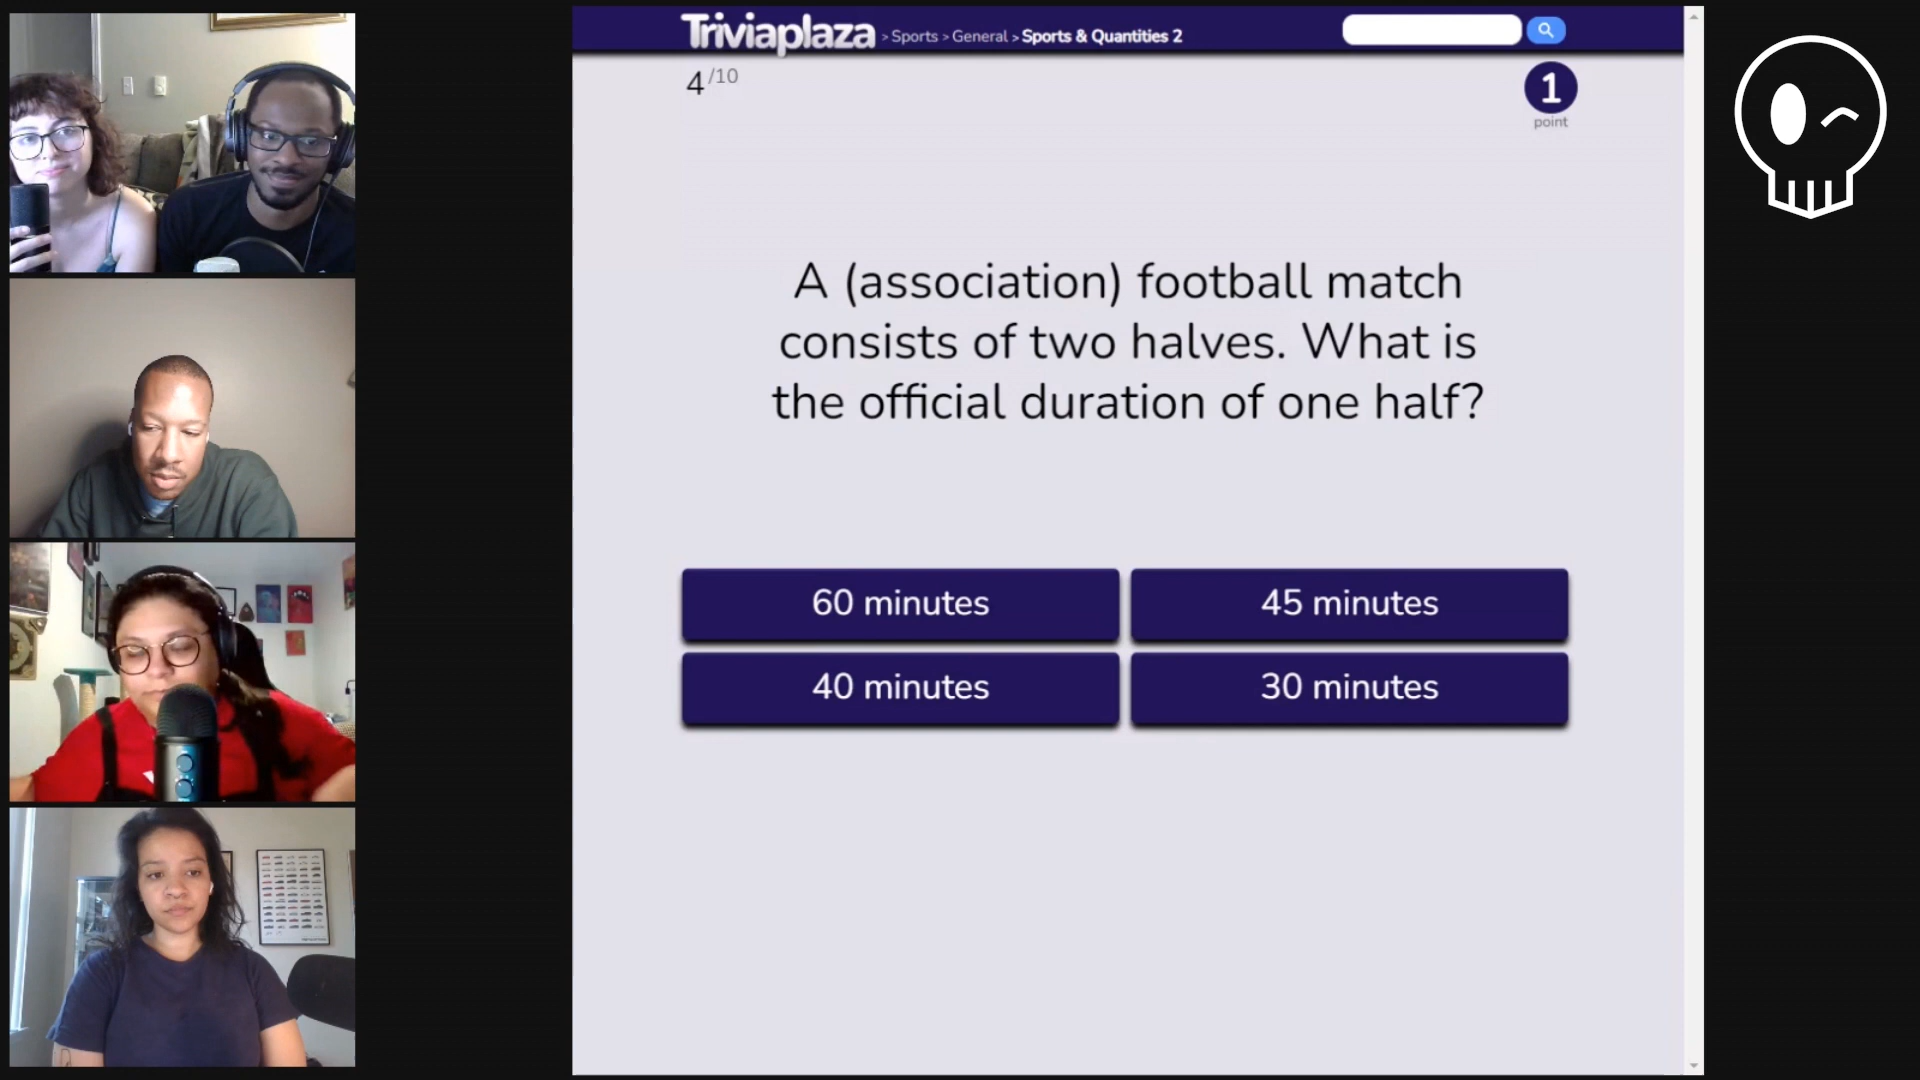 Triviaplaza > Sports > General > Sports & Quantities 2
4/10
1
point
A (association) football match
consists of two halves. What is
the official duration of one half?
60 minutes
45 minutes
40 minutes
30 minutes